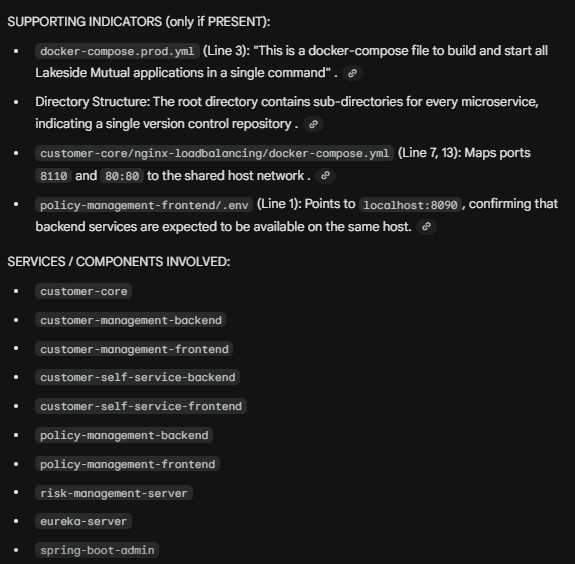 SUPPORTING INDICATORS (only if PRESENT):
• docker-compose.prod.yml (Line 3): "This is a docker-compose file to build and start all
Lakeside Mutual applications in a single command" .
• Directory Structure: The root directory contains sub-directories for every microservice,
indicating a single version control repository .
• customer-core/nginx-loadbalancing/docker-compose.yml (Line 7, 13): Maps ports
8110 and 80:80 to the shared host network .
• policy-management-frontend/.env (Line 1): Points to localhost:8090 , confirming that
backend services are expected to be available on the same host.
SERVICES / COMPONENTS INVOLVED:
• customer-core
• customer-management-backend
• customer-management-frontend
• customer-self-service-backend
• customer-self-service-frontend
• policy-management-backend
• policy-management-frontend
• risk-management-server
• eureka-server
• spring-boot-admin